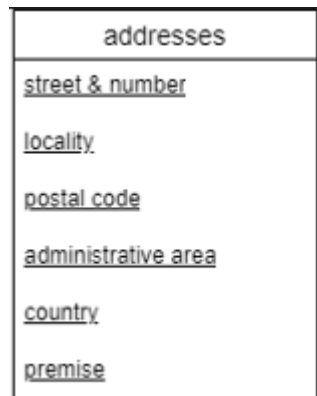 addresses
street & number
locality
postal code
administrative area
country
premise